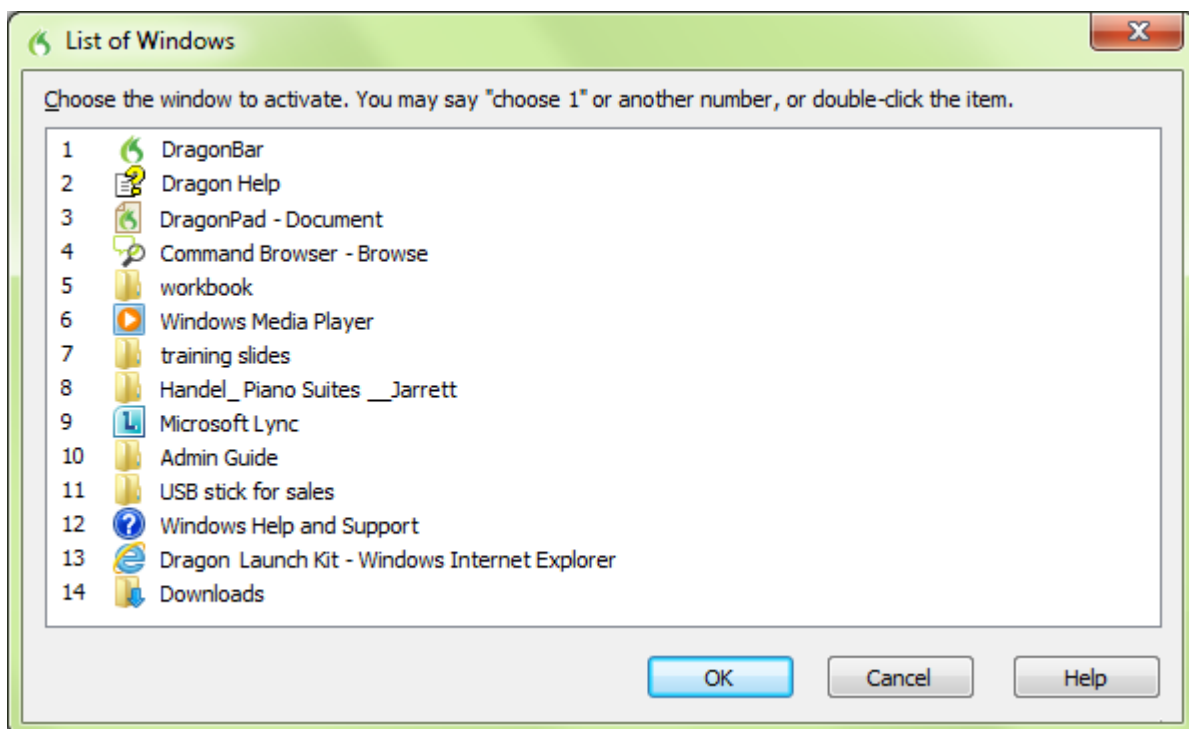 List of Windows
Choose the window to activate. You may say "choose 1" or another number, or double-click the item.
1 DragonBar
2 Dragon Help
3 DragonPad - Document
4 Command Browser - Browse
5 workbook
6 Windows Media Player
7 training slides
8 Handel_ Piano Suites __Jarrett
9 Microsoft Lync
10 Admin Guide
11 USB stick for sales
12 Windows Help and Support
13 Dragon Launch Kit - Windows Internet Explorer
14 Downloads
OK Cancel Help